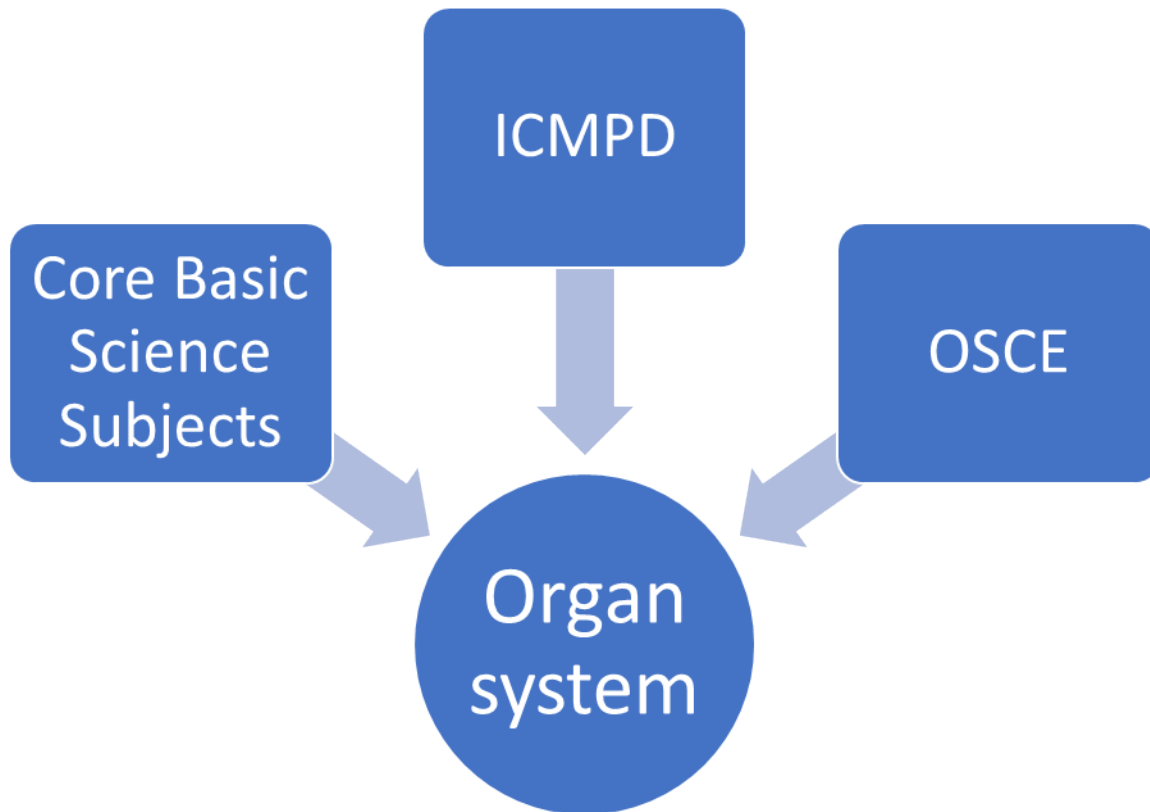 ICMPD
Core Basic
Science
Subjects
OSCE
Organ
system